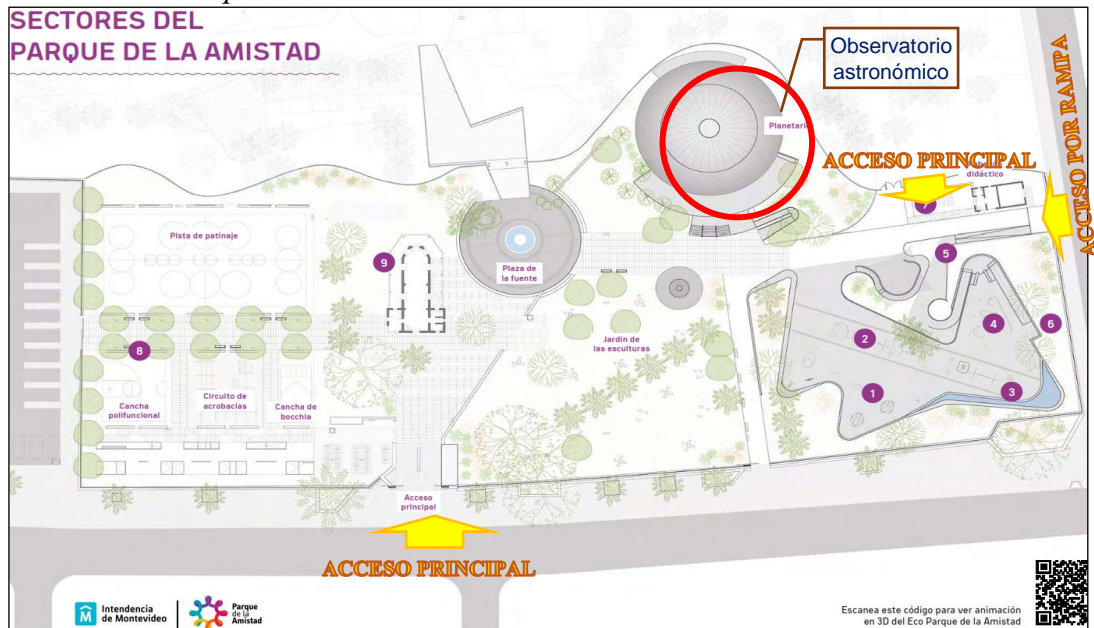 SECTORES DEL
PARQUE DE LA AMISTAD
Observatorio
astronómico
Planetario
ACCESO PRINCIPAL
ACCESO POR RAMPA
didáctico
7
Pista de patinaje
9
Plaza de
la fuente
5
4
6
2
8
Jardín de
las esculturas
1
3
Cancha
polifuncional
Circuito de
acrobacias
Cancha de
bocchia
Acceso
principal
ACCESO PRINCIPAL
Intendencia
de Montevideo
Parque
de la
Amistad
Escanea este código para ver animación
en 3D del Eco Parque de la Amistad